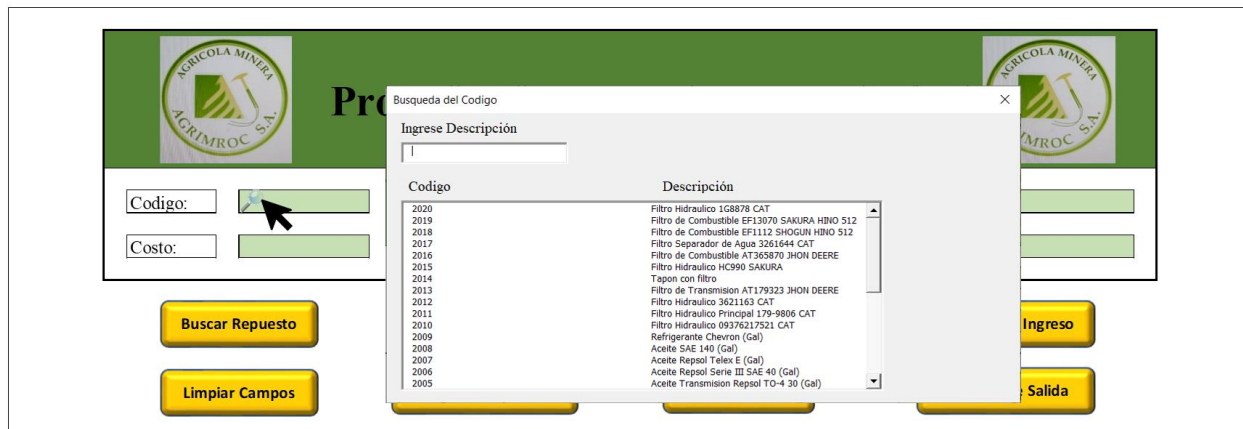 AGRICOLA MINERA
AGRIMROC S.A.
AGRICOLA MINERA
AGRIMROC S.A.
Busqueda del Codigo
Ingrese Descripción
Codigo Descripción
2020 Filtro Hidraulico 1G8878 CAT
2019 Filtro de Combustible EF13070 SAKURA HINO 512
2018 Filtro de Combustible EF1112 SHOGUN HINO 512
2017 Filtro Separador de Agua 3261644 CAT
2016 Filtro de Combustible AT365870 JHON DEERE
2015 Filtro Hidraulico HC990 SAKURA
2014 Tapon con filtro
2013 Filtro de Transmision AT179323 JHON DEERE
2012 Filtro Hidraulico 3621163 CAT
2011 Filtro Hidraulico Principal 179-9806 CAT
2010 Filtro Hidraulico 09376217521 CAT
2009 Refrigerante Chevron (Gal)
2008 Aceite SAE 140 (Gal)
2007 Aceite Repsol Telex E (Gal)
2006 Aceite Repsol Serie III SAE 40 (Gal)
2005 Aceite Transmision Repsol TO-4 30 (Gal)
Codigo:
Costo:
Buscar Repuesto
Ingreso
Limpiar Campos
Salida